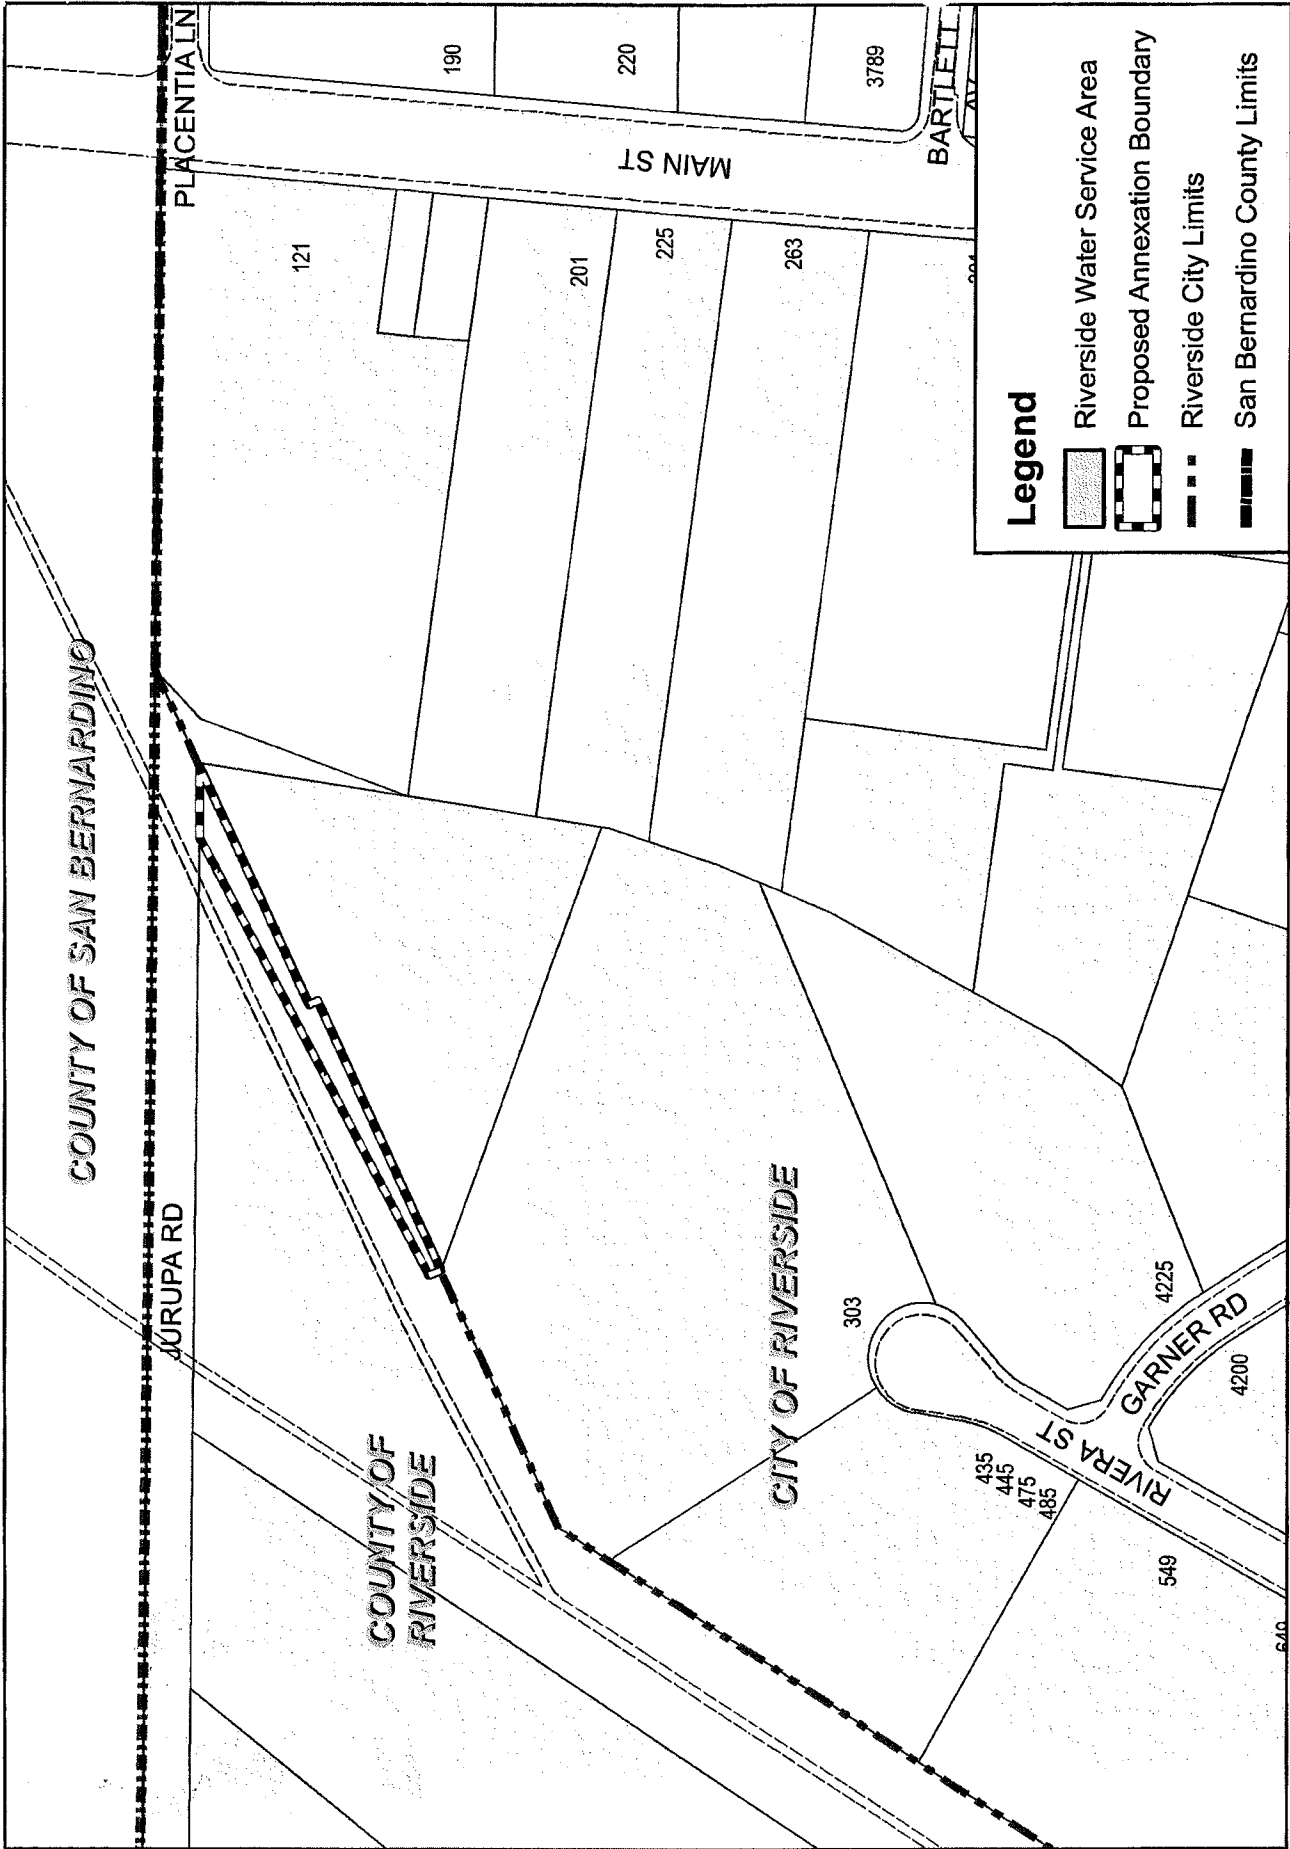 COUNTY OF SAN BERNARDINO
JURUPA RD
PLACENTIA LN
COUNTY OF
RIVERSIDE
CITY OF RIVERSIDE
MAIN ST
BARTLETT
AV
RIVERA ST
GARNER RD
121
190
220
3789
201
225
263
303
435
445
475
485
549
4225
4200
Legend
Riverside Water Service Area
Proposed Annexation Boundary
Riverside City Limits
San Bernardino County Limits